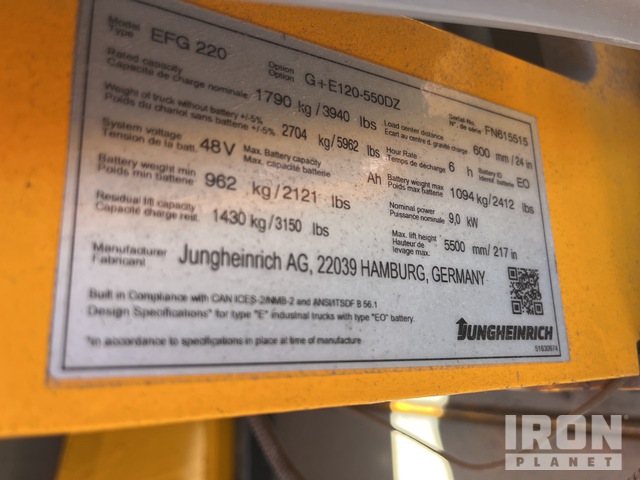 Model
Type EFG 220 Option
Option G+E120-550DZ Serial-No.
N°. de série: FN615515
Rated capacity
Capacité de charge nominale 1790 kg/3940 lbs Load center distance
Ecart au centre d. gravité charge 600 mm/24 in
Weight of truck without battery +/-5%
Poids du chariot sans batterie +/-5% 2704 kg/5962 lbs Hour Rate
Temps de décharge 6 h Battery ID
Idel batterie EO
System voltage
Tension de la batt. 48V Max. Battery capacity
Max. capacité batterie Ah Battery weight max
Poids max batterie 1094 kg/2412 lbs
Battery weight min
Poids min batterie 962 kg/2121 lbs Nominal power
Puissance nominale 9,0 kW
Residual lift capacity
Capacité charge resit. 1430 kg/3150 lbs Max. lift height
Hauteur de
levage max. 5500 mm/217 in
Manufacturer
Fabricant Jungheinrich AG, 22039 HAMBURG, GERMANY
Built in Compliance with CAN ICES-2/NMB-2 and ANSI/ITSDF B 56.1
Design Specifications* for type "E" industrial trucks with type "EO" battery.
*in accordance with specifications in place at time of manufacture
JUNGHEINRICH
51630974
IRON
PLANET